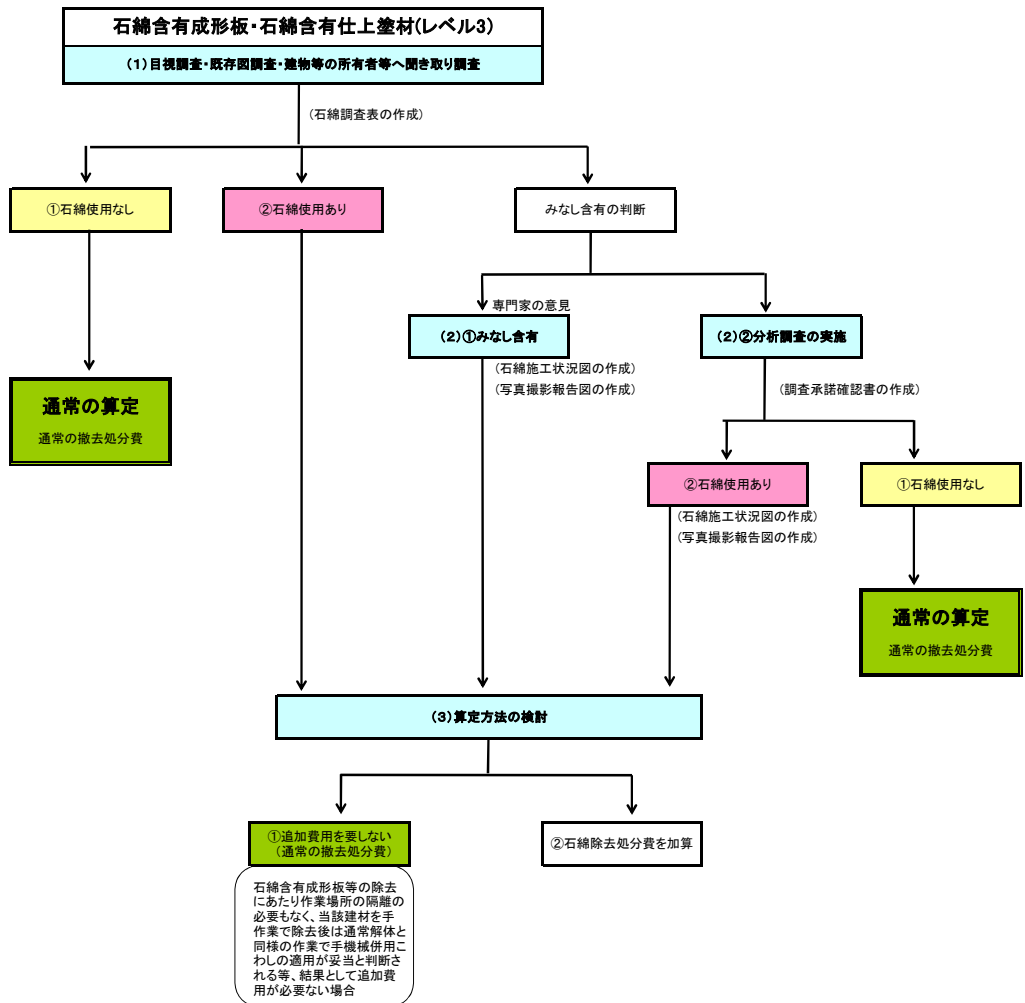 石綿含有成形板・石綿含有仕上塗材(レベル3)
(1)目視調査・既存図調査・建物等の所有者等へ聞き取り調査
(石綿調査表の作成)
①石綿使用なし
②石綿使用あり
みなし含有の判断
専門家の意見
(2)①みなし含有
(2)②分析調査の実施
(石綿施工状況図の作成)
(写真撮影報告図の作成)
(調査承諾確認書の作成)
通常の算定
通常の撤去処分費
②石綿使用あり
①石綿使用なし
(石綿施工状況図の作成)
(写真撮影報告図の作成)
通常の算定
通常の撤去処分費
(3)算定方法の検討
①追加費用を要しない
(通常の撤去処分費)
②石綿除去処分費を加算
石綿含有成形板等の除去
にあたり作業場所の隔離の
必要もなく、当該建材を手
作業で除去後は通常解体と
同様の作業で手機械併用こ
わしの適用が妥当と判断さ
れる等、結果として追加費
用が必要ない場合